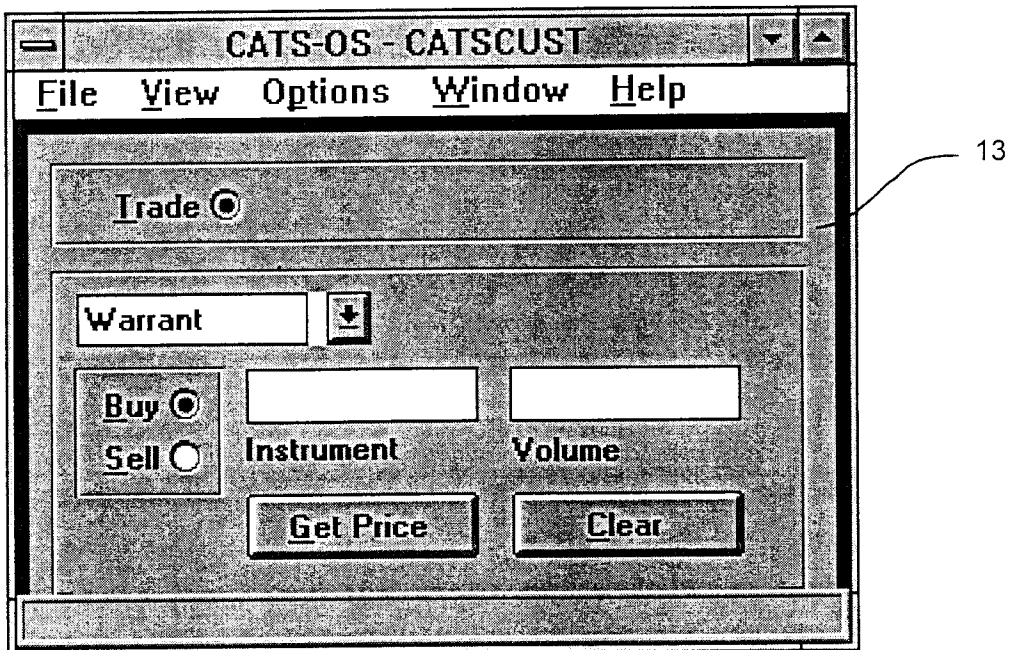 CATS-OS - CATSCUST
File View Options Window Help
13
Trade
Warrant
Buy
Sell
Instrument Volume
Get Price Clear